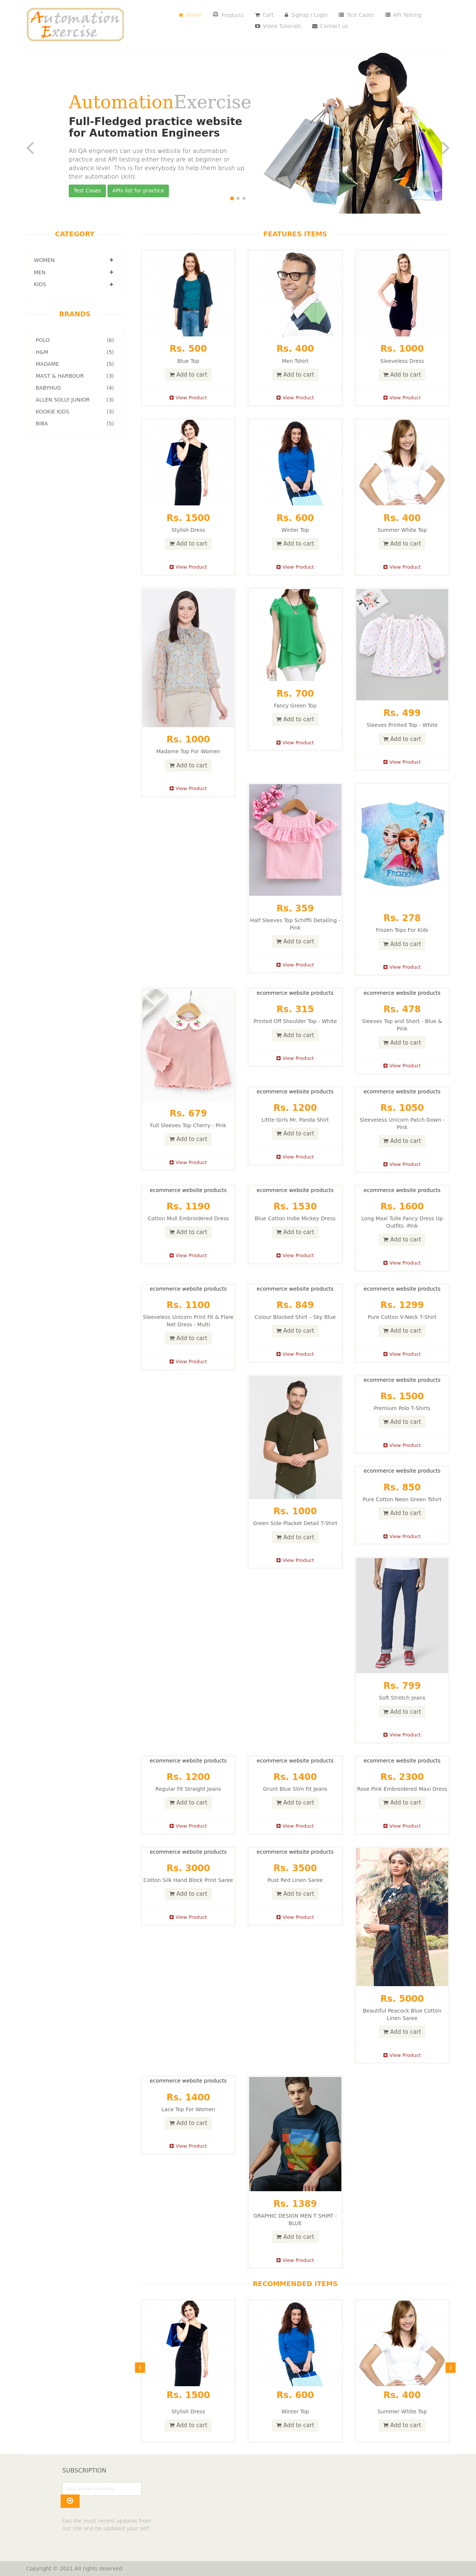 Automation
Exercise
Home
Products
Cart
Signup / Login
Test Cases
API Testing
Video Tutorials
Contact us
AutomationExercise
Full-Fledged practice website
for Automation Engineers
All QA engineers can use this website for automation
practice and API testing either they are at beginner or
advance level. This is for everybody to help them brush up
their automation skills.
Test Cases
APIs list for practice
CATEGORY
WOMEN
MEN
KIDS
BRANDS
POLO (6)
H&M (5)
MADAME (5)
MAST & HARBOUR (3)
BABYHUG (4)
ALLEN SOLLY JUNIOR (3)
KOOKIE KIDS (3)
BIBA (5)
FEATURES ITEMS
Rs. 500
Blue Top
Add to cart
View Product
Rs. 400
Men Tshirt
Add to cart
View Product
Rs. 1000
Sleeveless Dress
Add to cart
View Product
Rs. 1500
Stylish Dress
Add to cart
View Product
Rs. 600
Winter Top
Add to cart
View Product
Rs. 400
Summer White Top
Add to cart
View Product
Rs. 1000
Madame Top For Women
Add to cart
View Product
Rs. 700
Fancy Green Top
Add to cart
View Product
Rs. 499
Sleeves Printed Top - White
Add to cart
View Product
Rs. 359
Half Sleeves Top Schiffli Detailing -
Pink
Add to cart
View Product
FROZEN
Rs. 278
Frozen Tops For Kids
Add to cart
View Product
Rs. 679
Full Sleeves Top Cherry - Pink
Add to cart
View Product
ecommerce website products
Rs. 315
Printed Off Shoulder Top - White
Add to cart
View Product
ecommerce website products
Rs. 478
Sleeves Top and Short - Blue &
Pink
Add to cart
View Product
ecommerce website products
Rs. 1200
Little Girls Mr. Panda Shirt
Add to cart
View Product
ecommerce website products
Rs. 1050
Sleeveless Unicorn Patch Gown -
Pink
Add to cart
View Product
ecommerce website products
Rs. 1190
Cotton Mull Embroidered Dress
Add to cart
View Product
ecommerce website products
Rs. 1530
Blue Cotton Indie Mickey Dress
Add to cart
View Product
ecommerce website products
Rs. 1600
Long Maxi Tulle Fancy Dress Up
Outfits -Pink
Add to cart
View Product
ecommerce website products
Rs. 1100
Sleeveless Unicorn Print Fit & Flare
Net Dress - Multi
Add to cart
View Product
ecommerce website products
Rs. 849
Colour Blocked Shirt – Sky Blue
Add to cart
View Product
ecommerce website products
Rs. 1299
Pure Cotton V-Neck T-Shirt
Add to cart
View Product
Rs. 1000
Green Side Placket Detail T-Shirt
Add to cart
View Product
ecommerce website products
Rs. 1500
Premium Polo T-Shirts
Add to cart
View Product
ecommerce website products
Rs. 850
Pure Cotton Neon Green Tshirt
Add to cart
View Product
Rs. 799
Soft Stretch Jeans
Add to cart
View Product
ecommerce website products
Rs. 1200
Regular Fit Straight Jeans
Add to cart
View Product
ecommerce website products
Rs. 1400
Grunt Blue Slim Fit Jeans
Add to cart
View Product
ecommerce website products
Rs. 2300
Rose Pink Embroidered Maxi Dress
Add to cart
View Product
ecommerce website products
Rs. 3000
Cotton Silk Hand Block Print Saree
Add to cart
View Product
ecommerce website products
Rs. 3500
Rust Red Linen Saree
Add to cart
View Product
Rs. 5000
Beautiful Peacock Blue Cotton
Linen Saree
Add to cart
View Product
ecommerce website products
Rs. 1400
Lace Top For Women
Add to cart
View Product
Rs. 1389
GRAPHIC DESIGN MEN T SHIRT -
BLUE
Add to cart
View Product
RECOMMENDED ITEMS
Rs. 1500
Stylish Dress
Add to cart
Rs. 600
Winter Top
Add to cart
Rs. 400
Summer White Top
Add to cart
SUBSCRIPTION
Your email address
Get the most recent updates from
our site and be updated your self...
Copyright © 2021 All rights reserved